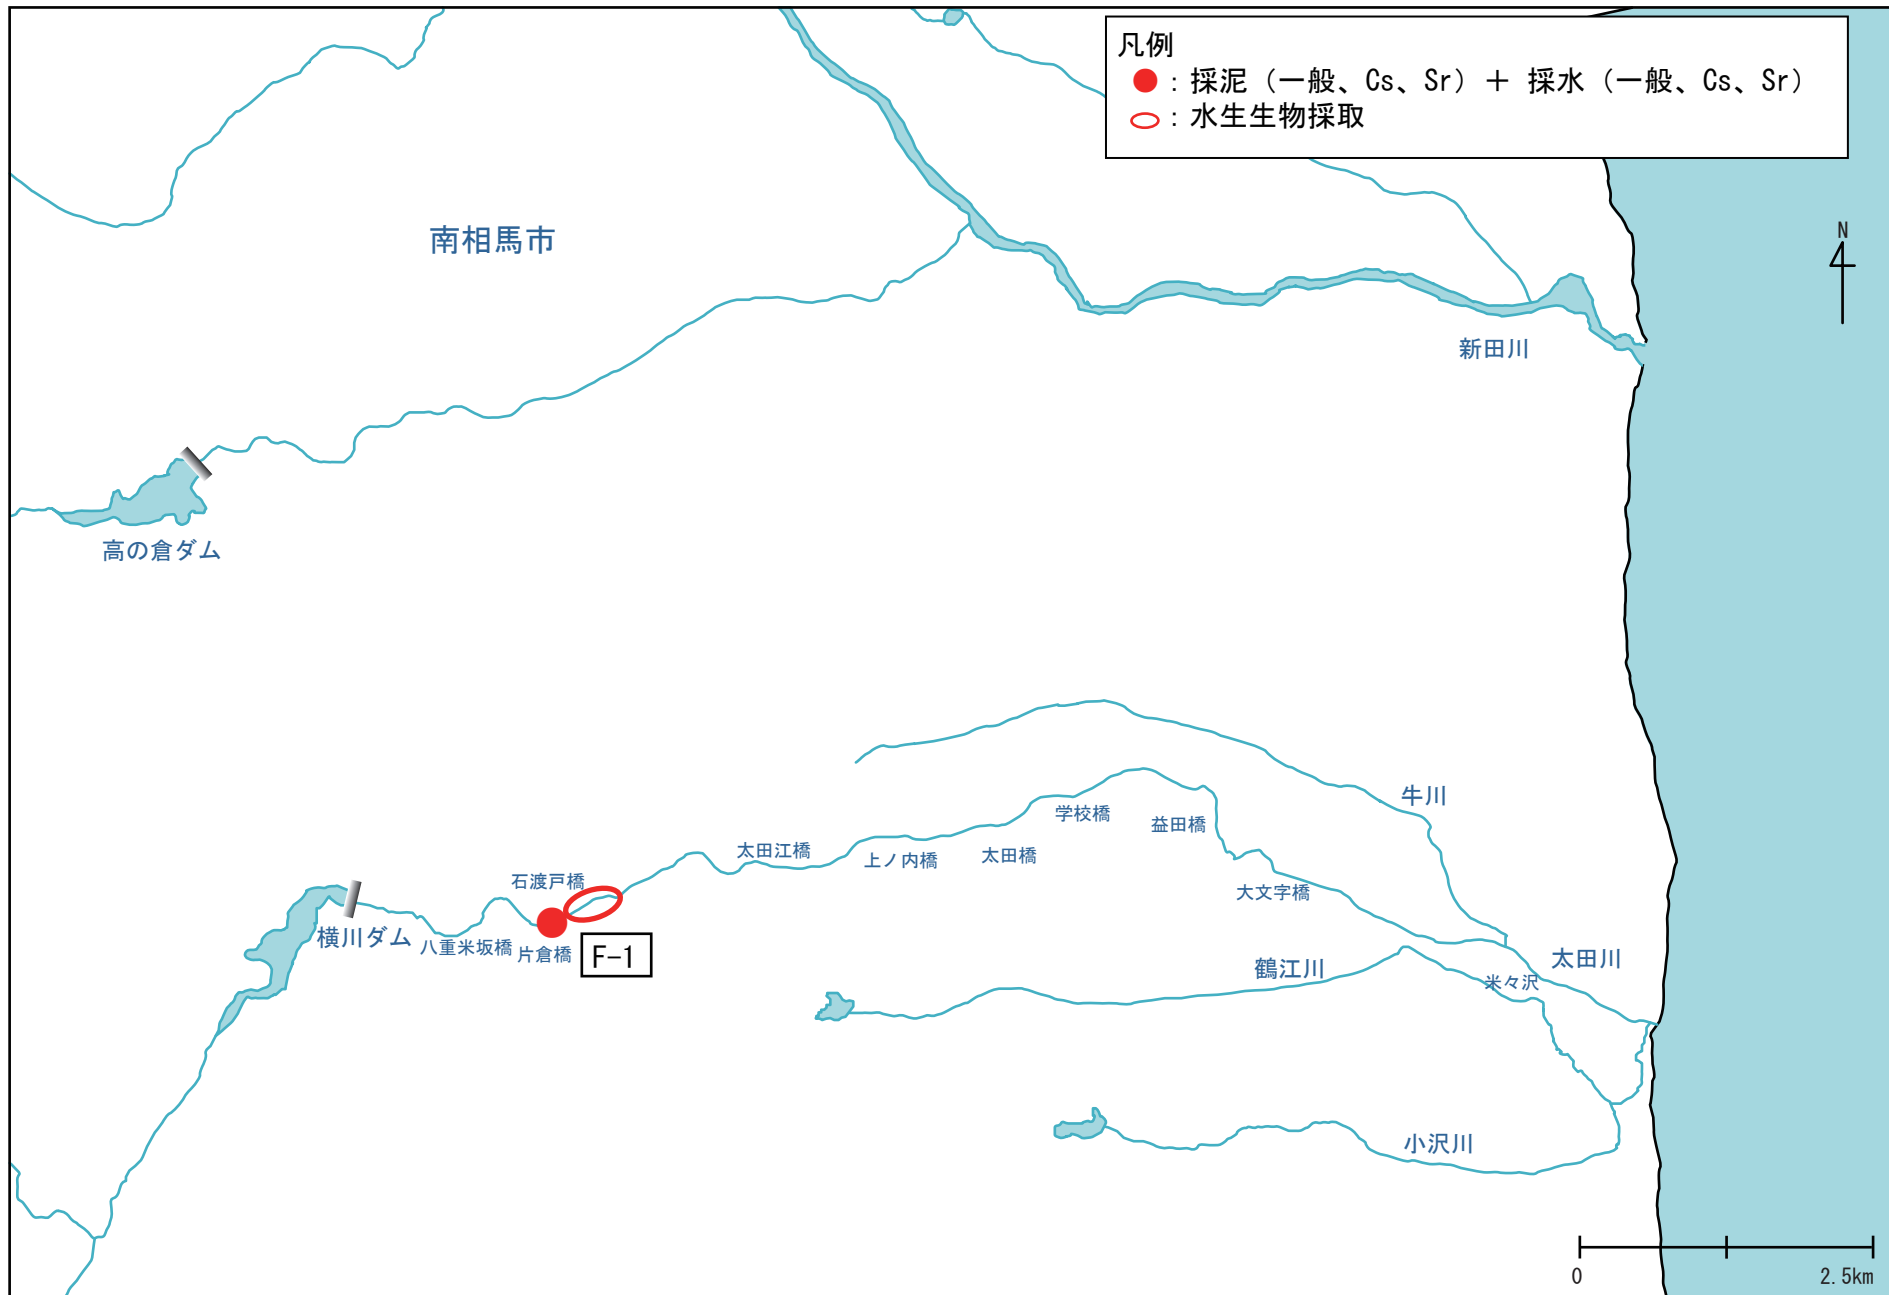 凡例
：採泥（一般、Cs、Sr）＋ 採水（一般、Cs、Sr）
：水生生物採取
南相馬市
N
新田川
高の倉ダム
牛川
学校橋
益田橋
太田江橋
上ノ内橋
太田橋
石渡戸橋
大文字橋
横川ダム
八重米坂橋
片倉橋
F-1
鶴江川
太田川
米々沢
小沢川
0
2.5km